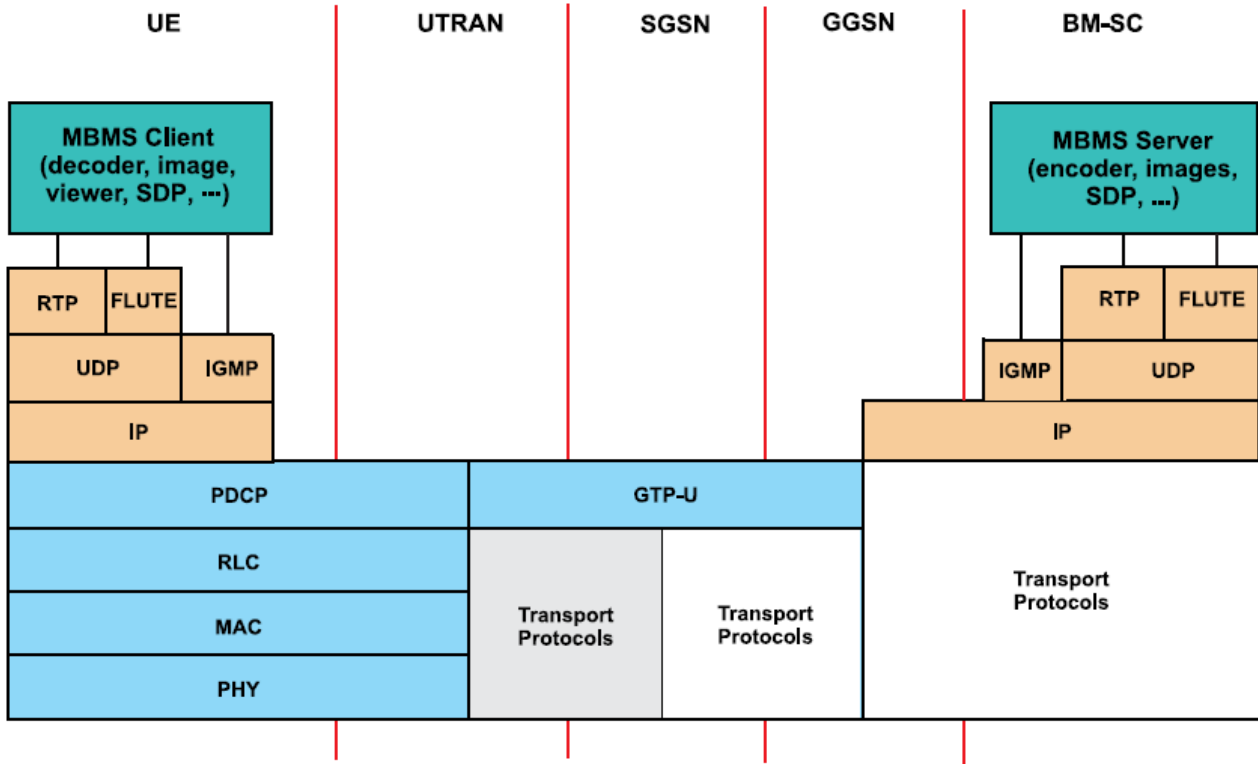 UE
UTRAN
SGSN
GGSN
BM-SC
MBMS Client
(decoder, image,
viewer, SDP, ...)
MBMS Server
(encoder, images,
SDP, ...)
RTP
FLUTE
RTP
FLUTE
UDP
IGMP
IGMP
UDP
IP
IP
PDCP
GTP-U
RLC
MAC
PHY
Transport
Protocols
Transport
Protocols
Transport
Protocols